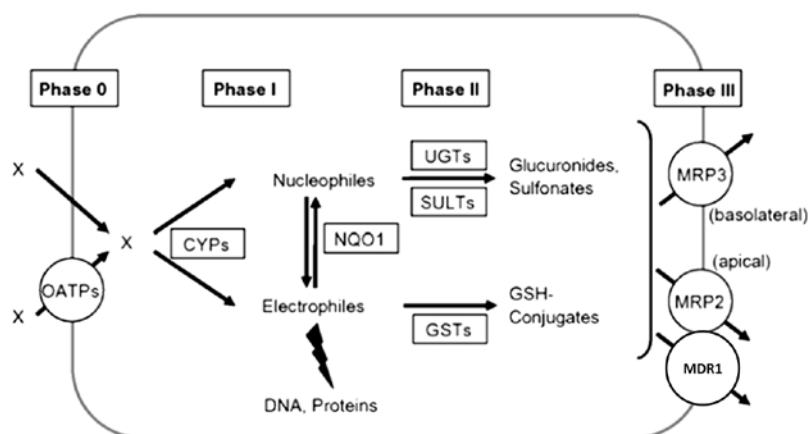 Phase 0
Phase I
Phase II
Phase III
X
X
X
OATPs
CYPs
Nucleophiles
NQO1
Electrophiles
DNA, Proteins
UGTs
SULTs
Glucuronides,
Sulfonates
GSTs
GSH-
Conjugates
MRP3
(basolateral)
(apical)
MRP2
MDR1